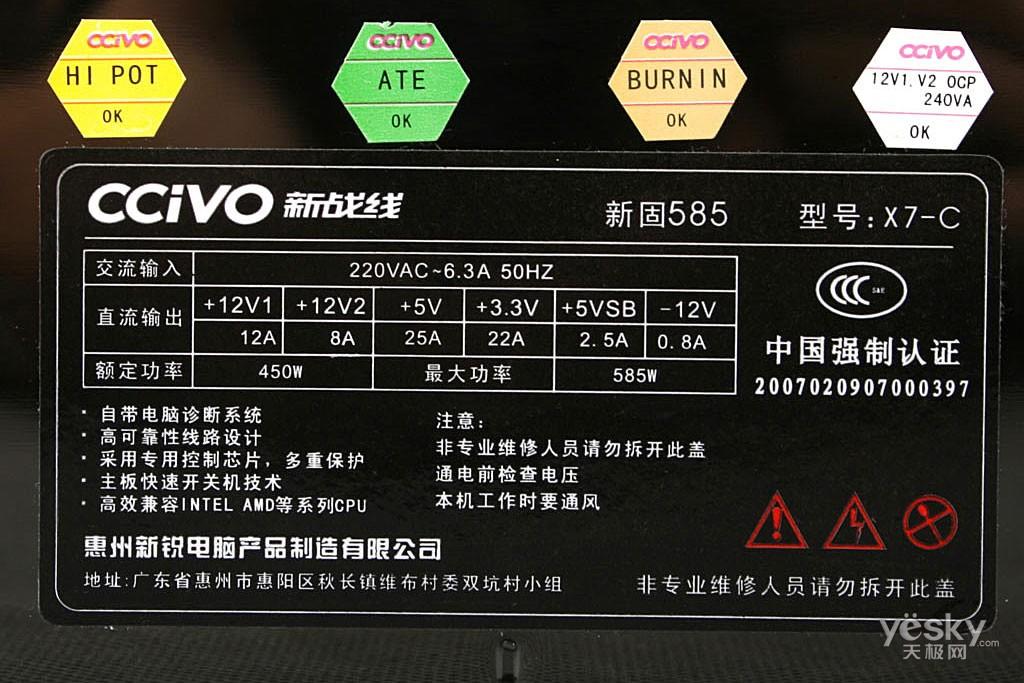 CCiVO
HI POT
OK
CCiVO
ATE
OK
CCiVO
BURNIN
OK
CCiVO
12V1.V2 OCP
240VA
OK
CCiVO 新战线 新固585 型号:X7-C
交流输入 220VAC~6.3A 50HZ
直流输出 +12V1 +12V2 +5V +3.3V +5VSB -12V
12A 8A 25A 22A 2.5A 0.8A
额定功率 450W 最大功率 585W
S&E
中国强制认证
2007020907000397
· 自带电脑诊断系统
· 高可靠性线路设计
· 采用专用控制芯片,多重保护
· 主板快速开关机技术
· 高效兼容INTEL AMD等系列CPU
注意:
非专业维修人员请勿拆开此盖
通电前检查电压
本机工作时要通风
惠州新锐电脑产品制造有限公司
地址:广东省惠州市惠阳区秋长镇维布村委双坑村小组
非专业维修人员请勿拆开此盖
yesky.com
天极网